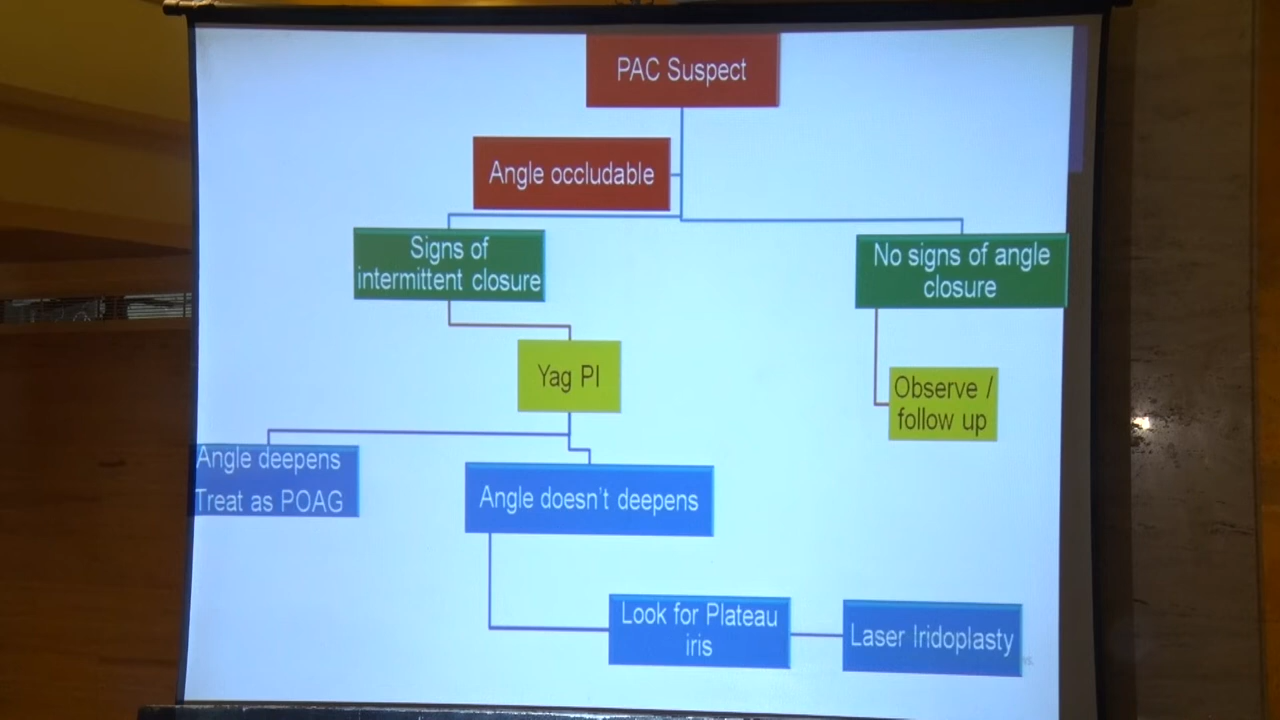 PAC Suspect
Angle occludable
Signs of
intermittent closure
No signs of angle
closure
Yag PI
Observe /
follow up
Angle deepens
Treat as POAG
Angle doesn't deepens
Look for Plateau
iris
Laser Iridoplasty